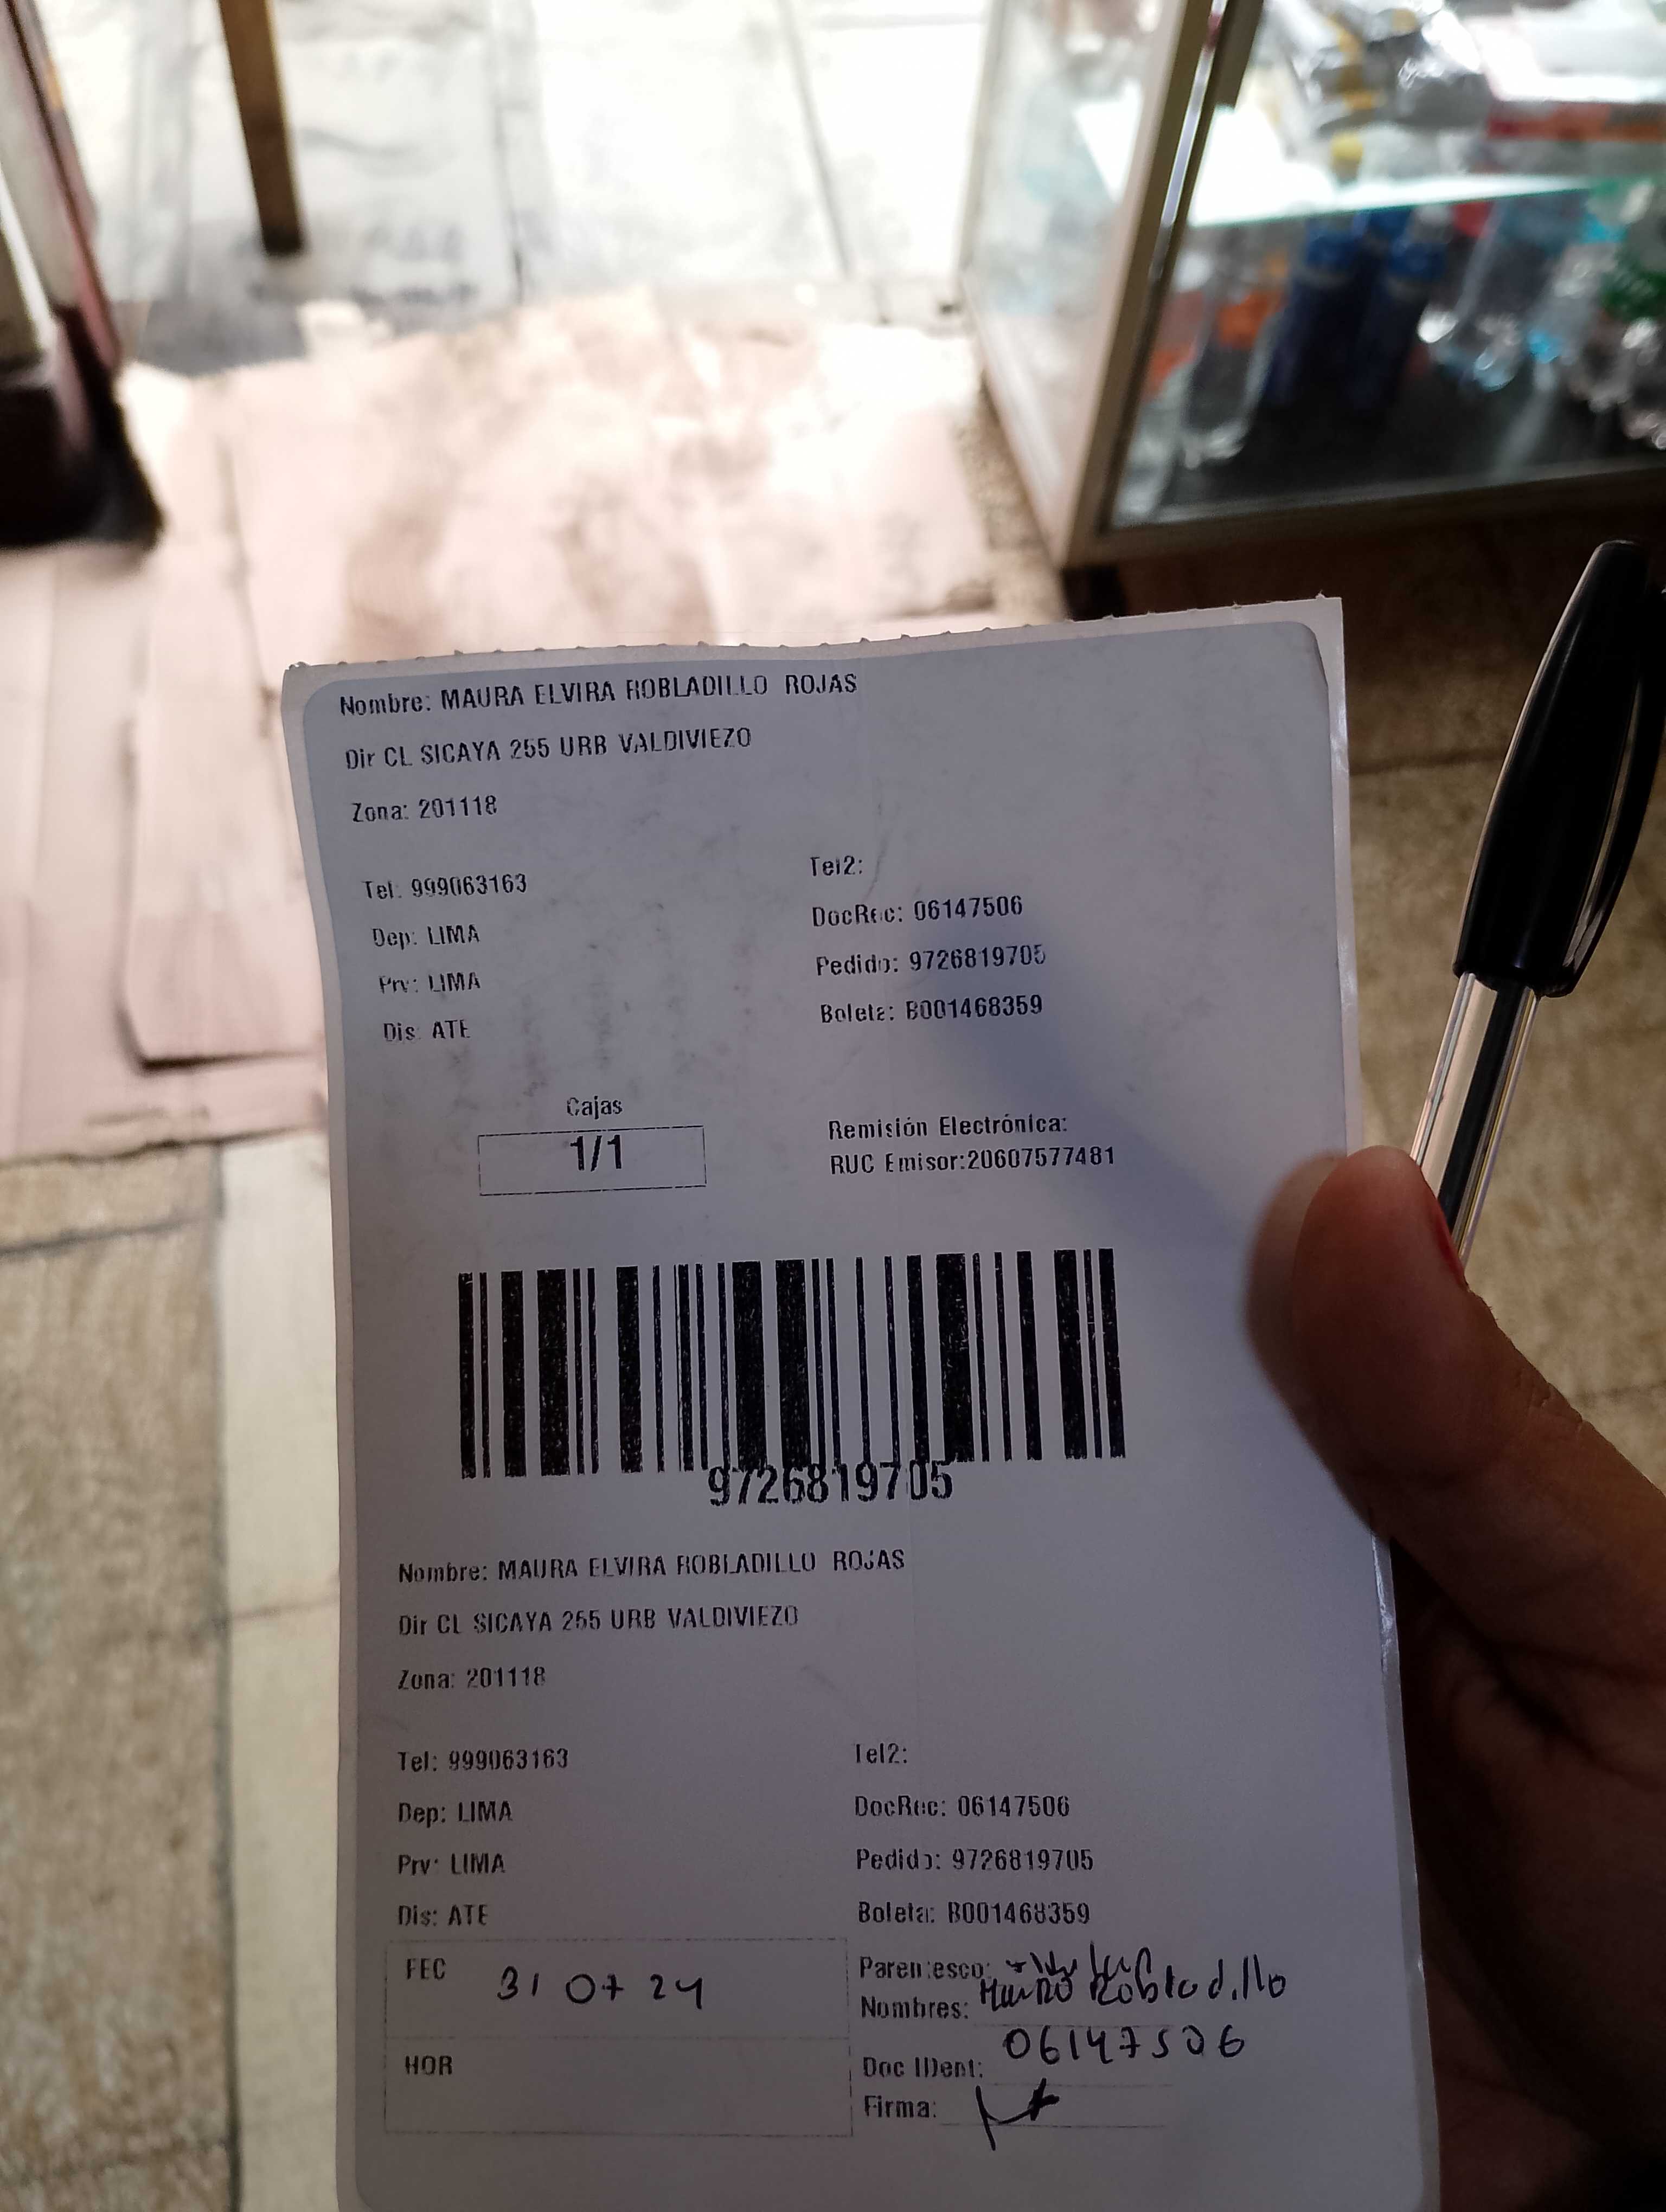 Nombre: MAURA ELVIRA ROBLADILLO ROJAS
Dir CL SICAYA 255 URB VALDIVIEZO
Zona: 201118
Tel: 999063163
Tel2:
Dep: LIMA
DocRec: 06147506
Prv: LIMA
Pedido: 9726819705
Dis: ATE
Boleta: B001468359
Cajas
1/1
Remisión Electrónica:
RUC Emisor:20607577481
9726819705
Nombre: MAURA ELVIRA ROBLADILLO ROJAS
Dir CL SICAYA 255 URB VALDIVIEZO
Zona: 201118
Tel: 999063163
Tel2:
Dep: LIMA
DocRec: 06147506
Prv: LIMA
Pedido: 9726819705
Dis: ATE
Boleta: B001468359
FEC 31 07 24
Parentesco:
Nombres: Robladillo
HOR
Doc IDent: 06147506
Firma: